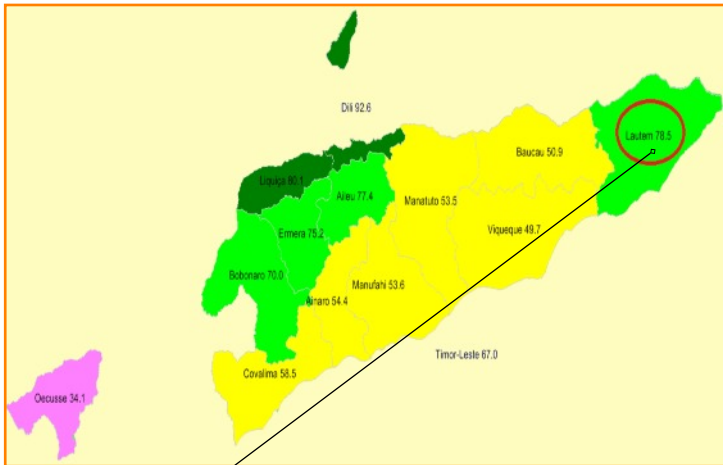 Dili 92.6
Lautem 78.5
Baucau 50.9
Liquiça 80.1
Aileu 77.4
Manatuto 53.5
Ermera 75.2
Viqueque 49.7
Bobonaro 70.0
Manufahi 53.6
Ainaro 54.4
Timor-Leste 67.0
Covalima 58.5
Oecusse 34.1